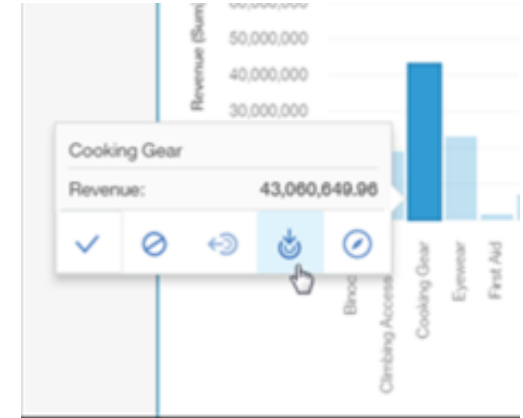 Revenue (Sum)
50,000,000
40,000,000
30,000,000
Cooking Gear
Revenue: 43,060,649.96
Binoc
Climbing Access
Cooking Gear
Eyewear
First Aid